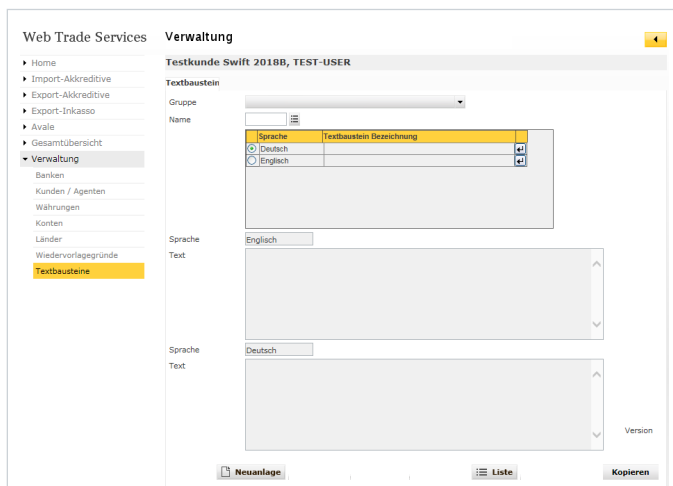 Web Trade Services
Verwaltung
Home
Import-Akkreditive
Export-Akkreditive
Export-Inkasso
Avale
Gesamtübersicht
Verwaltung
Banken
Kunden / Agenten
Währungen
Konten
Länder
Wiedervorlagegründe
Textbausteine
Testkunde Swift 2018B, TEST-USER
Textbaustein
Gruppe
Name
Sprache Textbaustein Bezeichnung
Deutsch
Englisch
Sprache Englisch
Text
Sprache Deutsch
Text
Version
Neuanlage Liste Kopieren